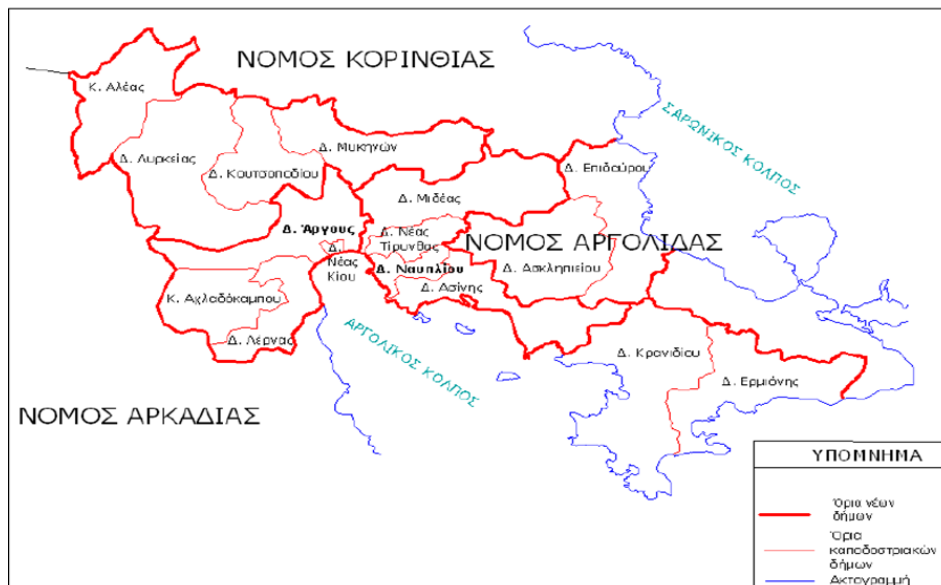 ΝΟΜΟΣ ΚΟΡΙΝΘΙΑΣ
Κ. Αλέας
ΣΑΡΩΝΙΚΟΣ ΚΟΛΠΟΣ
Δ. Λυρκείας
Δ. Μυκηνών
Δ. Κουτσοποδίου
Δ. Επιδαύρου
Δ. Μιδέας
Δ. Άργους
Δ. Νέας
Τίρυνθας
ΝΟΜΟΣ ΑΡΓΟΛΙΔΑΣ
Δ.
Νέας
Κίου
Δ. Ναυπλίου
Δ. Ασκληπιείου
Δ. Ασίνης
Κ. Αχλαδόκαμπου
Δ. Λέρνας
ΑΡΓΟΛΙΚΟΣ ΚΟΛΠΟΣ
Δ. Κρανιδίου
Δ. Ερμιόνης
ΝΟΜΟΣ ΑΡΚΑΔΙΑΣ
ΥΠΟΜΝΗΜΑ
Όρια νέων
δήμων
Όρια
καποδιστριακών
δήμων
Ακτογραμμή